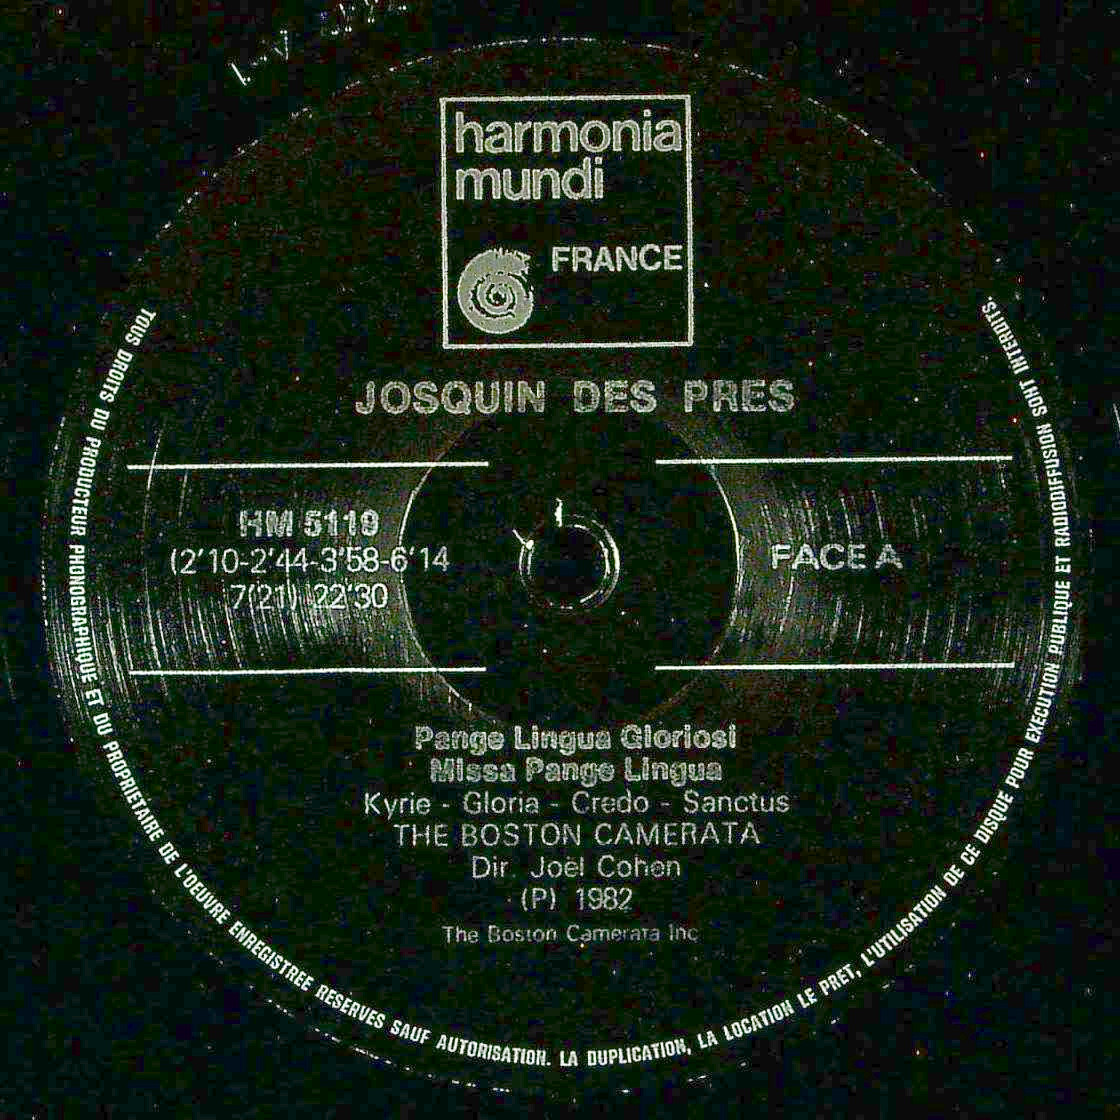 harmonia
mundi
FRANCE
JOSQUIN DES PRES
HM 5119
(2'10-2'44-3'58-6'14
7'21) 22'30
FACE A
Pange Lingua Gloriosi
Missa Pange Lingua
Kyrie - Gloria - Credo - Sanctus
THE BOSTON CAMERATA
Dir Joël Cohen
(P) 1982
The Boston Camerata Inc
TOUS DROITS DU PRODUCTEUR PHONOGRAPHIQUE ET DU PROPRIETAIRE DE L'OEUVRE ENREGISTREE RESERVES SAUF AUTORISATION. LA DUPLICATION, LA LOCATION LE PRET, L'UTILISATION DE CE DISQUE POUR EXECUTION PUBLIQUE ET RADIODIFFUSION SONT INTERDITS.